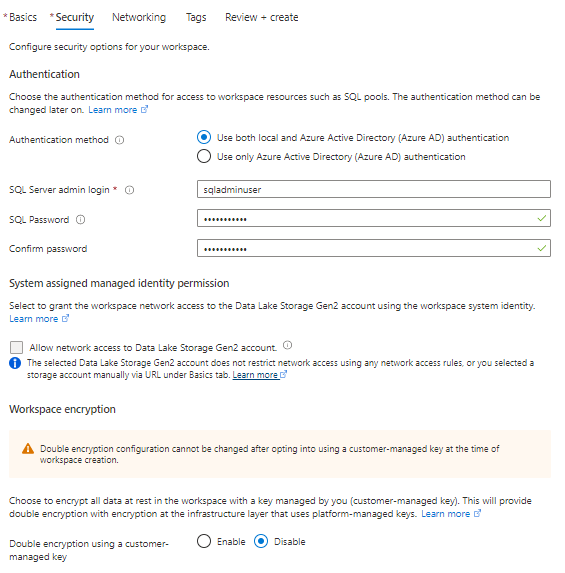 * Basics * Security Networking Tags Review + create
Configure security options for your workspace.
Authentication
Choose the authentication method for access to workspace resources such as SQL pools. The authentication method can be
changed later on. Learn more
Authentication method
Use both local and Azure Active Directory (Azure AD) authentication
Use only Azure Active Directory (Azure AD) authentication
SQL Server admin login *
sqladminuser
SQL Password
•••••••••••
Confirm password
•••••••••••
System assigned managed identity permission
Select to grant the workspace network access to the Data Lake Storage Gen2 account using the workspace system identity.
Learn more
Allow network access to Data Lake Storage Gen2 account.
The selected Data Lake Storage Gen2 account does not restrict network access using any network access rules, or you selected a
storage account manually via URL under Basics tab. Learn more
Workspace encryption
Double encryption configuration cannot be changed after opting into using a customer-managed key at the time of
workspace creation.
Choose to encrypt all data at rest in the workspace with a key managed by you (customer-managed key). This will provide
double encryption with encryption at the infrastructure layer that uses platform-managed keys. Learn more
Double encryption using a customer-
managed key
Enable Disable